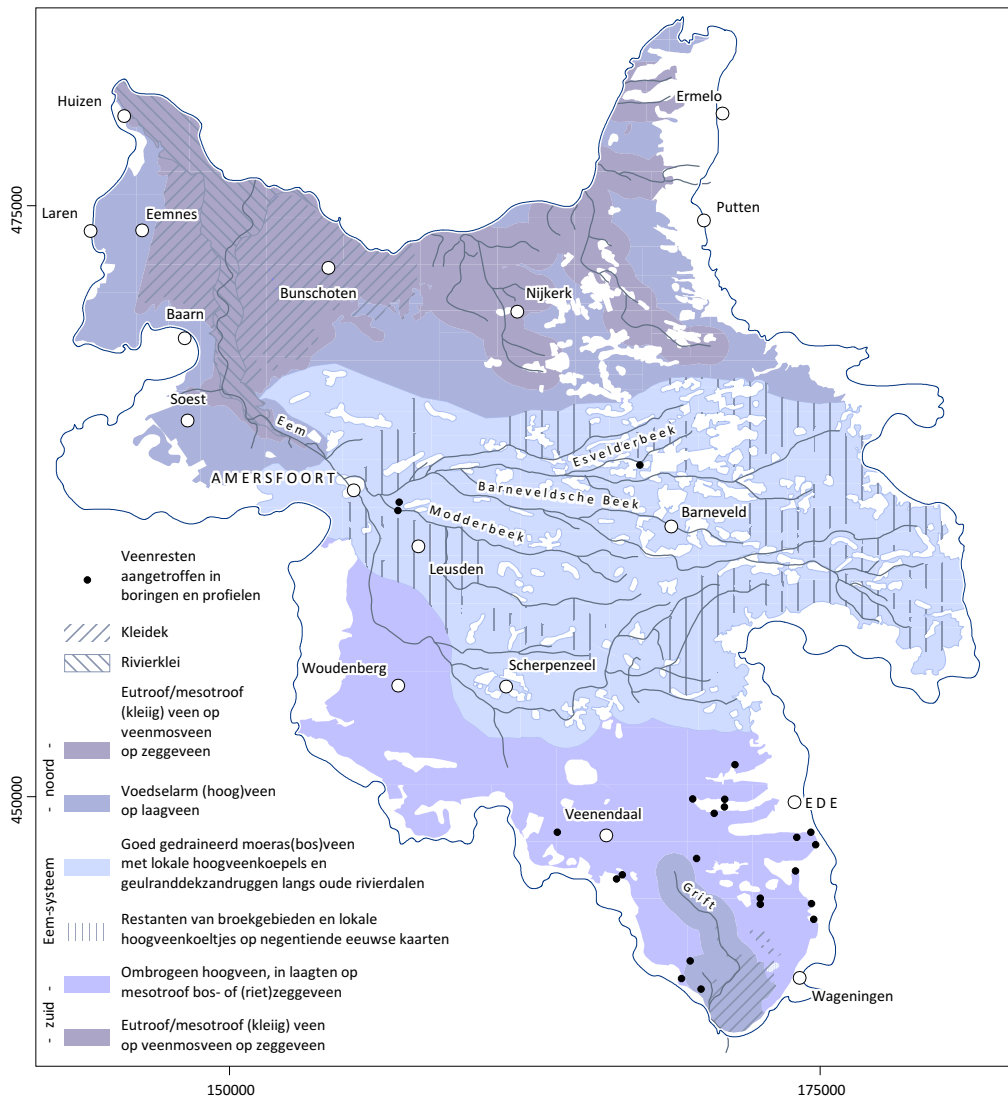 Huizen
Ermelo
475000
Laren
Eemnes
Putten
Bunschoten
Nijkerk
Baarn
Soest
Eem
Esvelderbeek
AMERSFOORT
Barneveldsche Beek
Barneveld
Modderbeek
Leusden
Woudenberg
Scherpenzeel
450000
Veenendaal
EDE
Grift
Wageningen
Veenresten
aangetroffen in
boringen en profielen
Kleidek
Rivierklei
Eutroof/mesotroof
(kleiig) veen op
veenmosveen
op zeggeveen
Voedselarm (hoog)veen
op laagveen
Goed gedraineerd moeras(bos)veen
met lokale hoogveenkoepels en
geulranddekzandruggen langs oude rivierdalen
Restanten van broekgebieden en lokale
hoogveenkoeltjes op negentiende eeuwse kaarten
Ombrogeen hoogveen, in laagten op
mesotroof bos- of (riet)zeggeveen
Eutroof/mesotroof (kleiig) veen
op veenmosveen op zeggeveen
- noord -
Eem-systeem
- zuid -
150000
175000